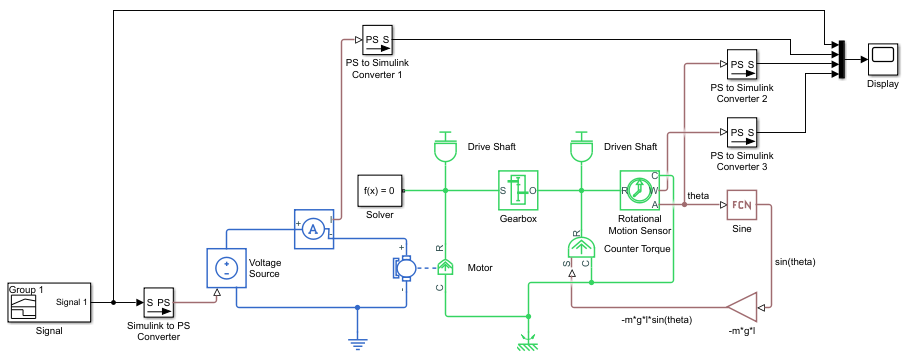 PS S
PS to Simulink
Converter 1
PS S
PS to Simulink
Converter 2
Display
PS S
PS to Simulink
Converter 3
Drive Shaft
Driven Shaft
f(x) = 0
Solver
S
O
Gearbox
R
C
W
A
Rotational
Motion Sensor
theta
FCN
Sine
+
A
I
-
Voltage
Source
+
-
+
-
R
C
Motor
R
S
C
Counter Torque
sin(theta)
-m*g*l*sin(theta)
-m*g*l
Group 1
Signal 1
Signal
S PS
Simulink to PS
Converter